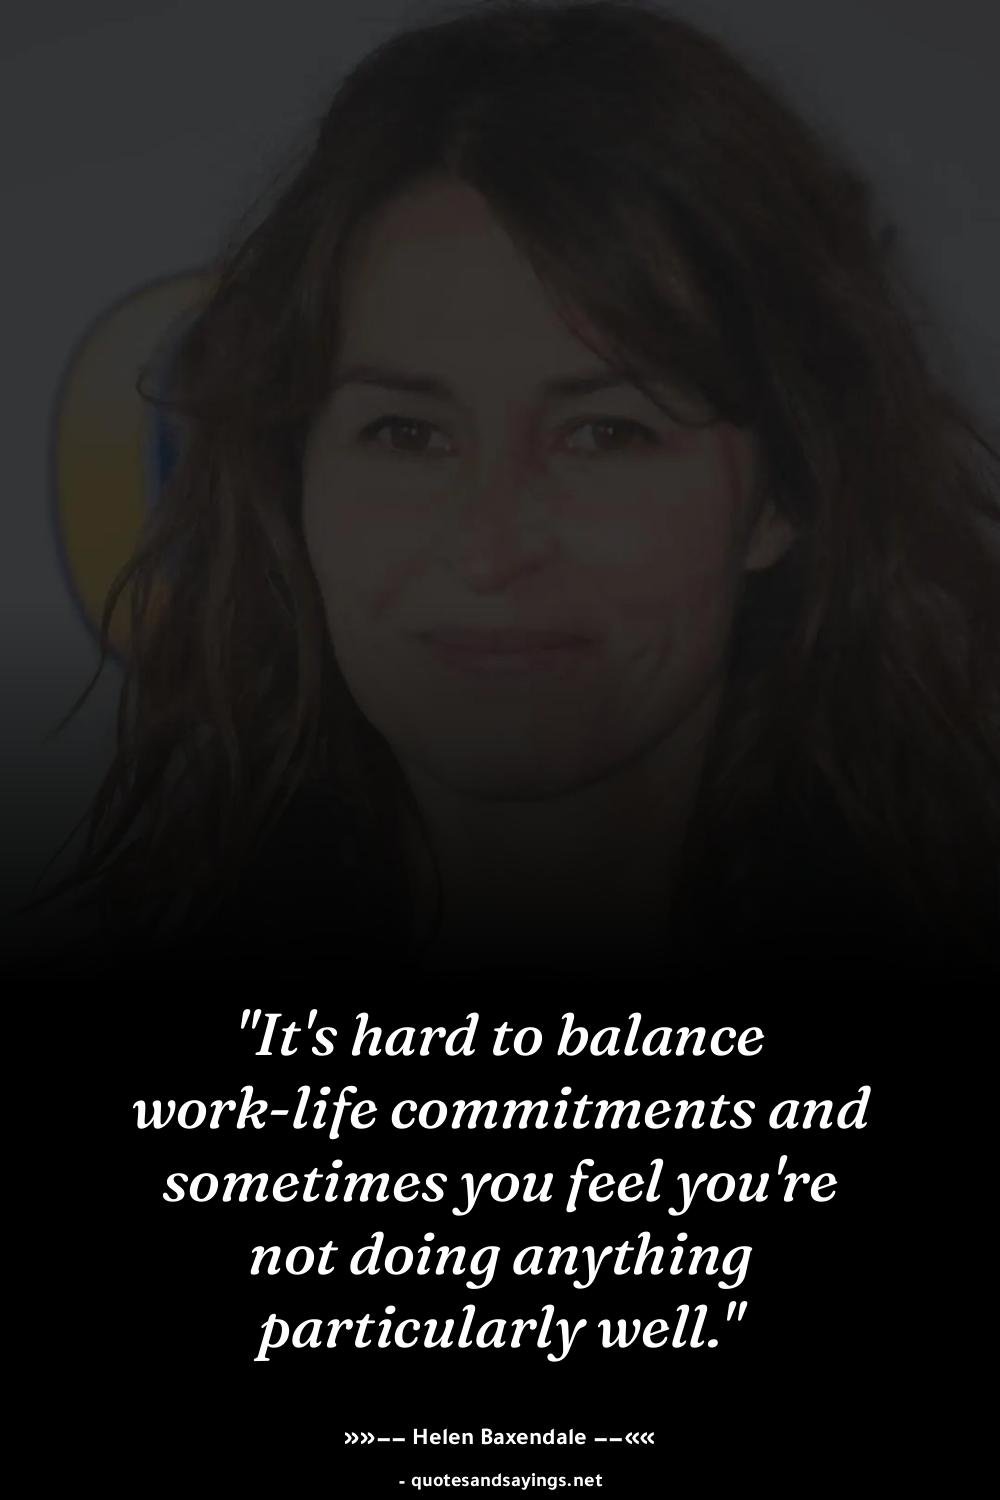 "It's hard to balance
work-life commitments and
sometimes you feel you're
not doing anything
particularly well."
»»–– Helen Baxendale ––««
- quotesandsayings.net